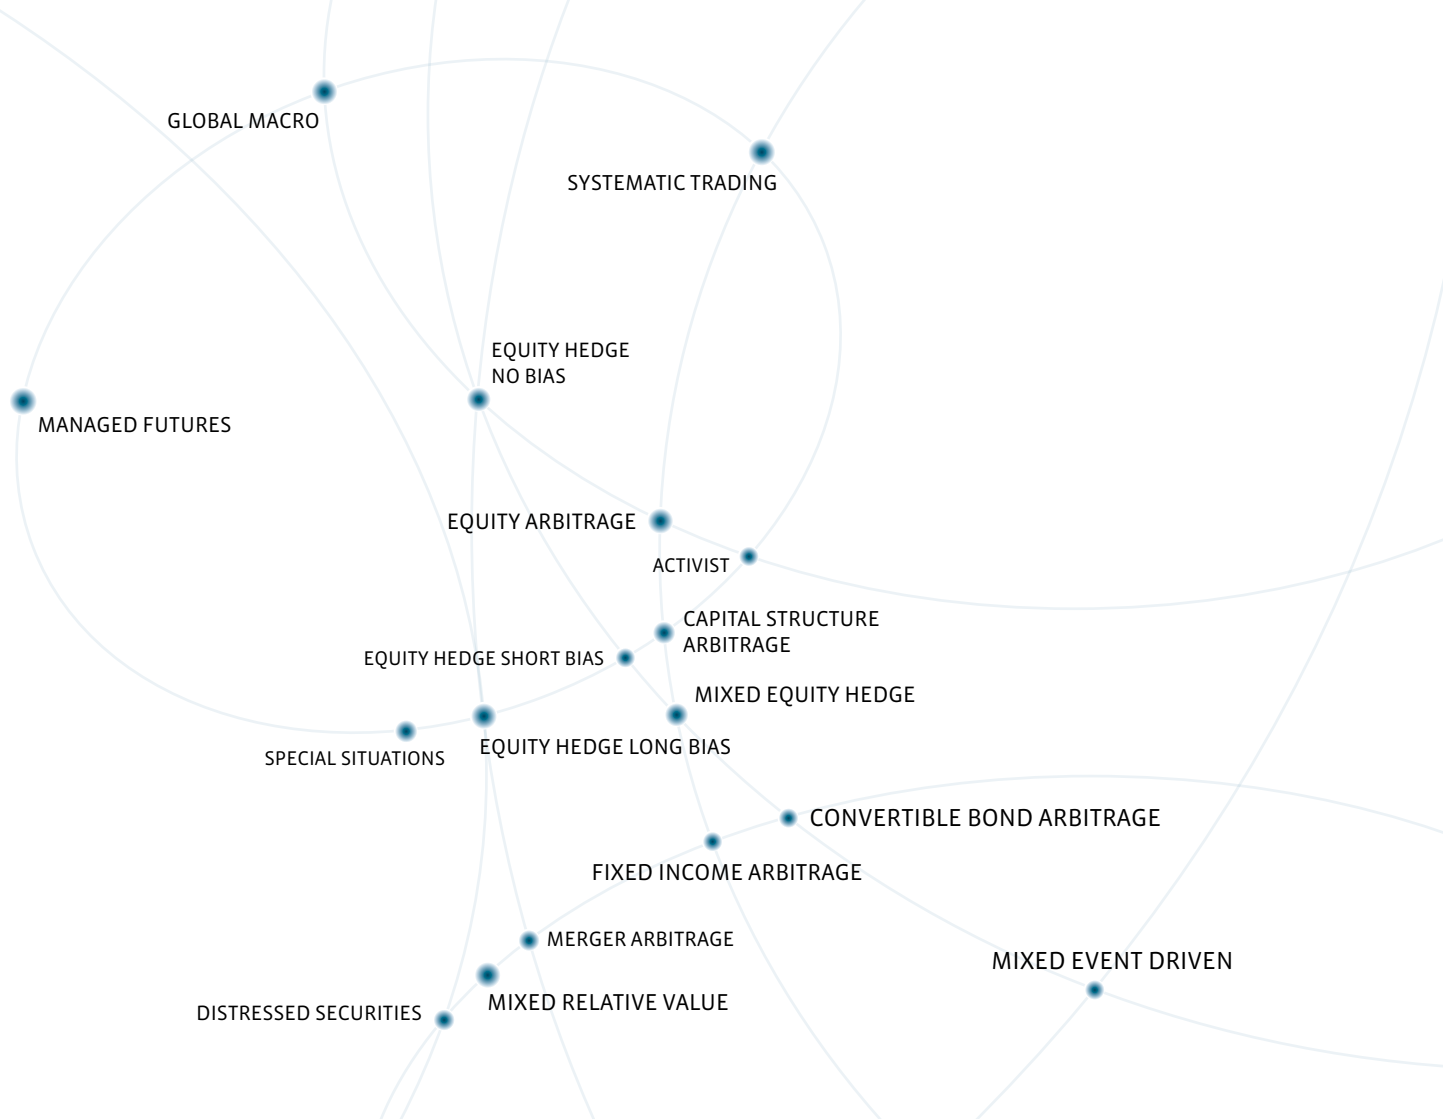 GLOBAL MACRO
SYSTEMATIC TRADING
EQUITY HEDGE
NO BIAS
MANAGED FUTURES
EQUITY ARBITRAGE
ACTIVIST
CAPITAL STRUCTURE
ARBITRAGE
EQUITY HEDGE SHORT BIAS
MIXED EQUITY HEDGE
EQUITY HEDGE LONG BIAS
SPECIAL SITUATIONS
CONVERTIBLE BOND ARBITRAGE
FIXED INCOME ARBITRAGE
MERGER ARBITRAGE
MIXED EVENT DRIVEN
MIXED RELATIVE VALUE
DISTRESSED SECURITIES